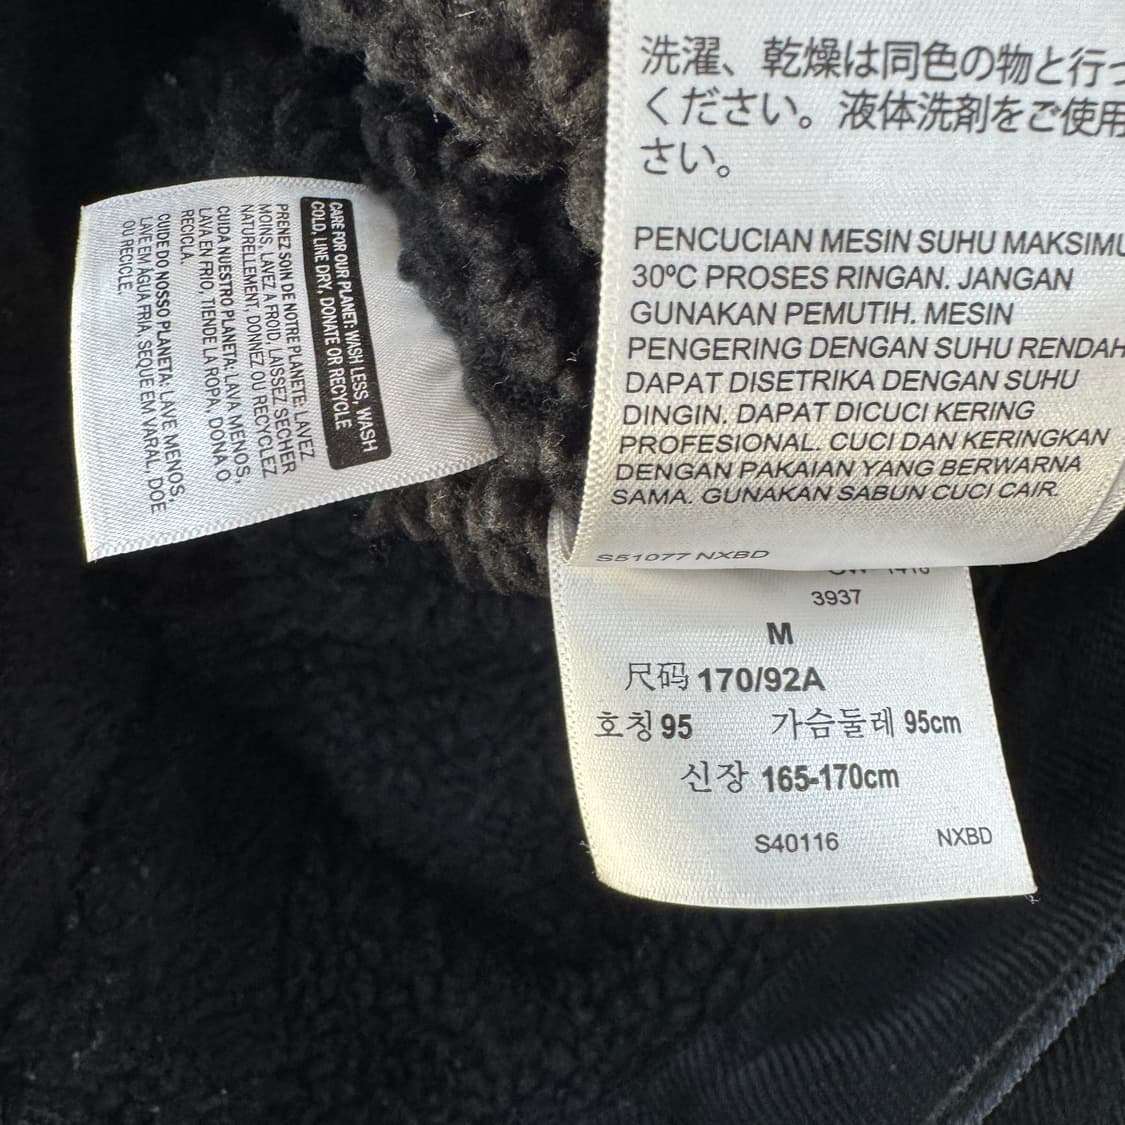 洗濯、乾燥は同色の物と行っ
ください。液体洗剤をご使用
さい。
PENCUCIAN MESIN SUHU MAKSIMU
30ºC PROSES RINGAN. JANGAN
GUNAKAN PEMUTIH. MESIN
PENGERING DENGAN SUHU RENDAH
DAPAT DISETRIKA DENGAN SUHU
DINGIN. DAPAT DICUCI KERING
PROFESIONAL. CUCI DAN KERINGKAN
DENGAN PAKAIAN YANG BERWARNA
SAMA. GUNAKAN SABUN CUCI CAIR.
S51077 NXBD
CARE FOR OUR PLANET: WASH LESS, WASH
COLD, LINE DRY, DONATE OR RECYCLE
PRENEZ SOIN DE NOTRE PLANÈTE: LAVEZ
MOINS, LAVEZ À FROID, LAISSEZ SÉCHER
NATURELLEMENT, DONNEZ OU RECYCLEZ
CUIDA NUESTRO PLANETA: LAVA MENOS,
LAVA EN FRÍO, TIENDE LA ROPA, DONA O
RECICLA.
CUIDE DO NOSSO PLANETA: LAVE MENOS
LAVE EM ÁGUA FRIA, SEQUE EM VARAL, DOE
OU RECICLE.
3937
M
尺码 170/92A
호칭 95 가슴둘레 95cm
신장 165-170cm
S40116 NXBD